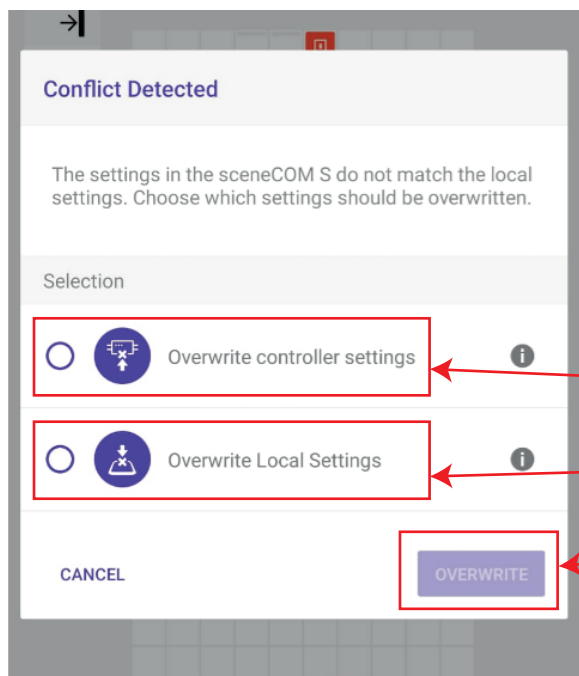 Conflict Detected
The settings in the sceneCOM S do not match the local
settings. Choose which settings should be overwritten.
Selection
Overwrite controller settings
Overwrite Local Settings
CANCEL
OVERWRITE